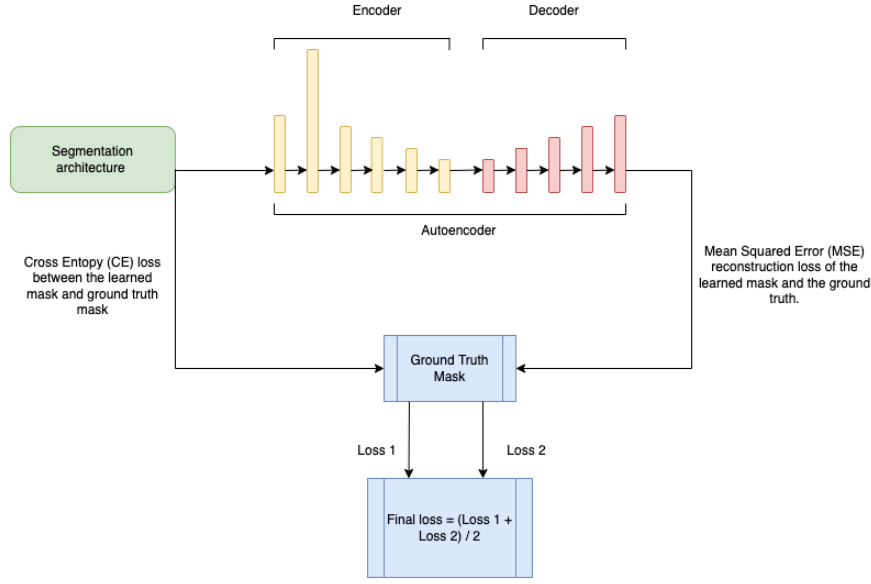 Encoder
Decoder
Segmentation
architecture
Autoencoder
Cross Entopy (CE) loss
between the learned
mask and ground truth
mask
Mean Squared Error (MSE)
reconstruction loss of the
learned mask and the ground
truth.
Ground Truth
Mask
Loss 1
Loss 2
Final loss = (Loss 1 +
Loss 2) / 2